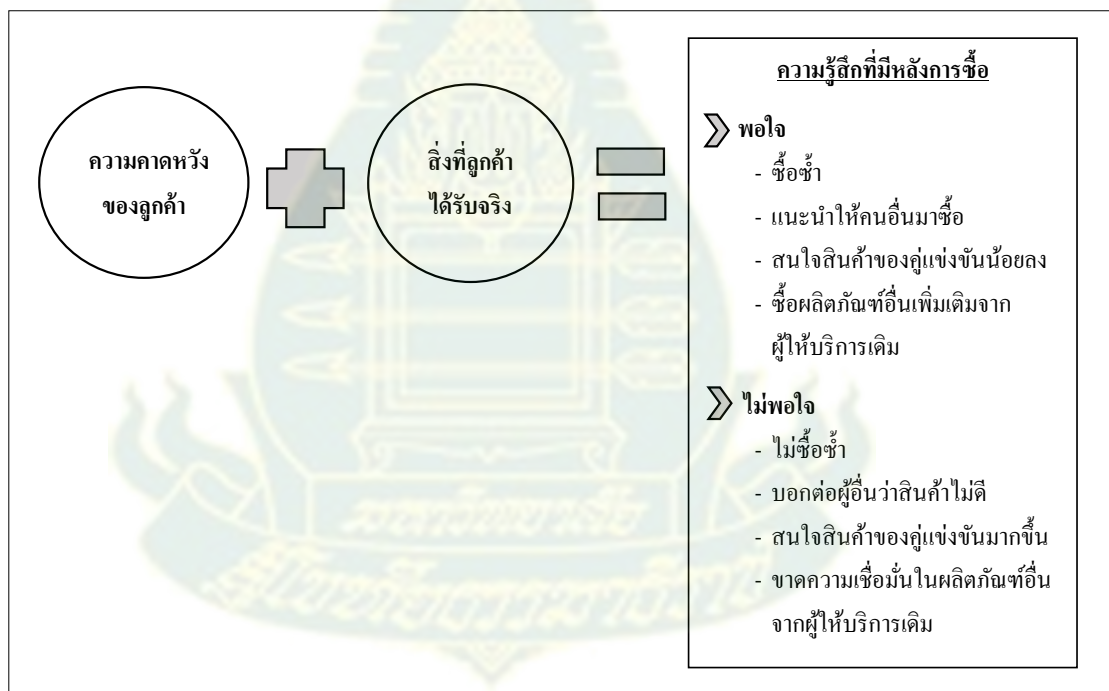 ความคาดหวัง
ของลูกค้า
สิ่งที่ลูกค้า
ได้รับจริง
ความรู้สึกที่มีหลังการซื้อ
พอใจ
- ซื้อซ้ำ
- แนะนำให้คนอื่นมาซื้อ
- สนใจสินค้าของคู่แข่งขันน้อยลง
- ซื้อผลิตภัณฑ์อื่นเพิ่มเติมจาก
ผู้ให้บริการเดิม
ไม่พอใจ
- ไม่ซื้อซ้ำ
- บอกต่อผู้อื่นว่าสินค้าไม่ดี
- สนใจสินค้าของคู่แข่งขันมากขึ้น
- ขาดความเชื่อมั่นในผลิตภัณฑ์อื่น
จากผู้ให้บริการเดิม